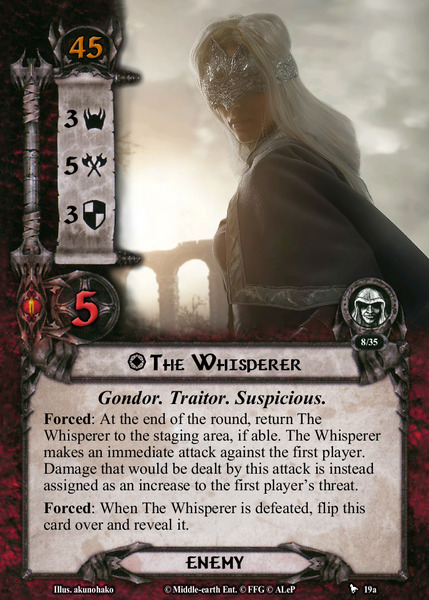 45
3
5
3
5
8/35
The Whisperer
Gondor. Traitor. Suspicious.
Forced: At the end of the round, return The
Whisperer to the staging area, if able. The Whisperer
makes an immediate attack against the first player.
Damage that would be dealt by this attack is instead
assigned as an increase to the first player's threat.
Forced: When The Whisperer is defeated, flip this
card over and reveal it.
ENEMY
Illus. akunohako © Middle-earth Ent. © FFG © ALeP 19a